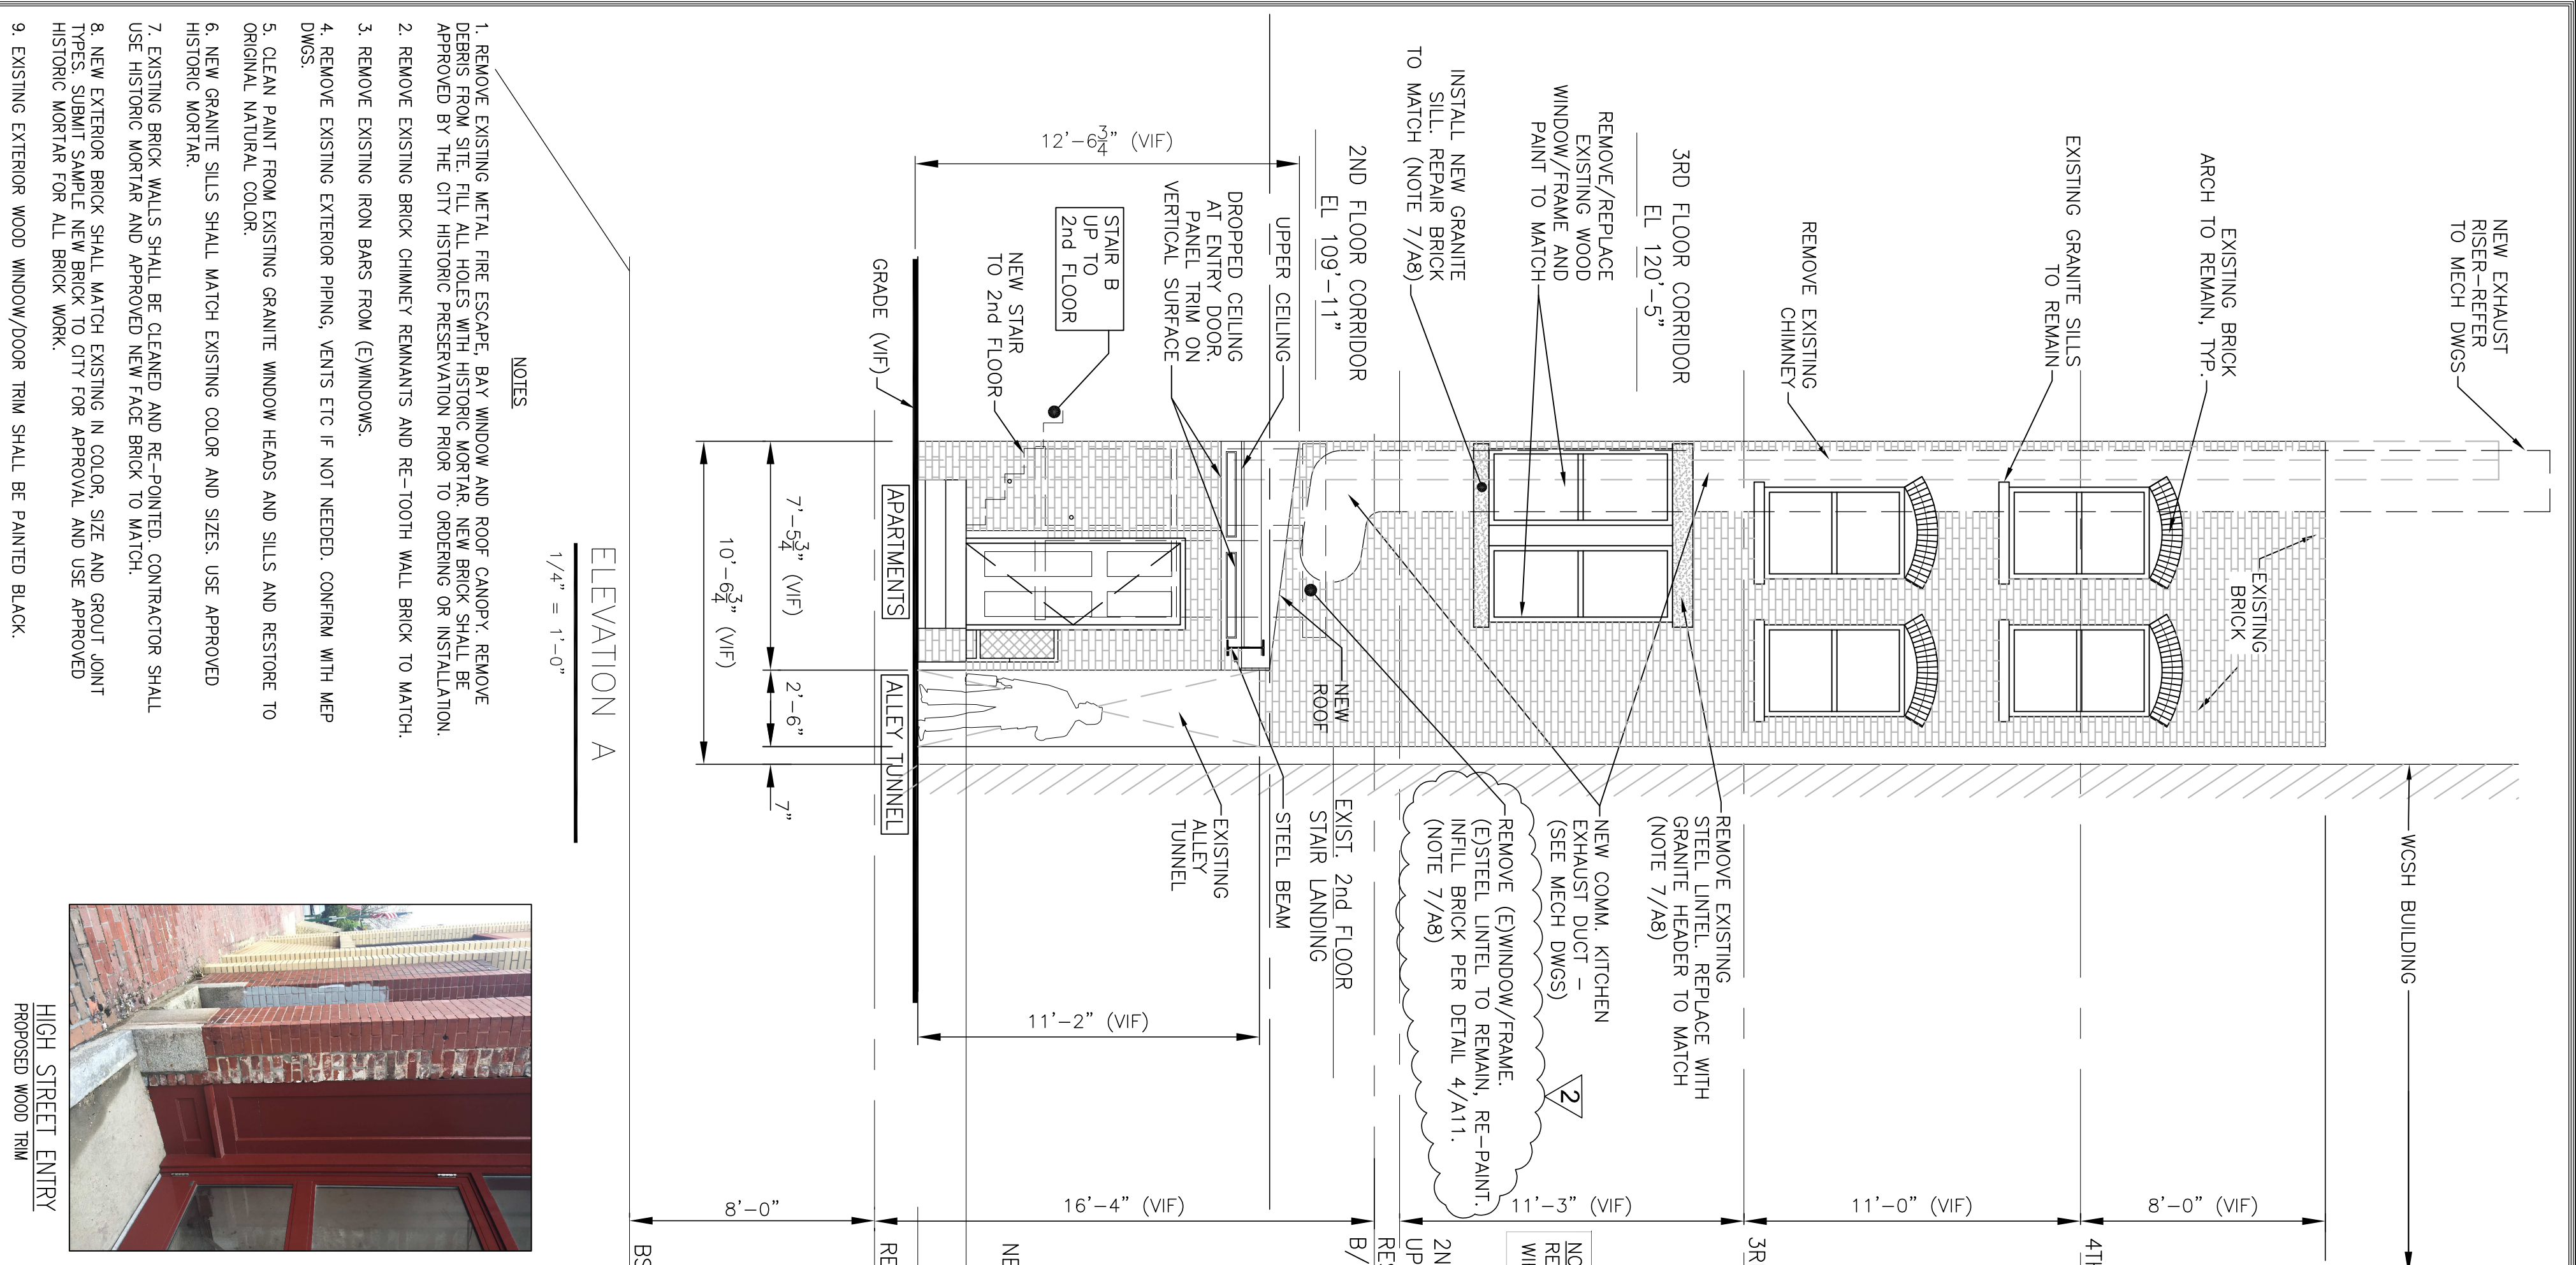 NEW EXHAUST
RISER-REFER
TO MECH DWGS
EXISTING BRICK
ARCH TO REMAIN, TYP.
EXISTING GRANITE SILLS
TO REMAIN
REMOVE EXISTING
CHIMNEY
3RD FLOOR CORRIDOR
EL 120'-5"
REMOVE/REPLACE
EXISTING WOOD
WINDOW/FRAME AND
PAINT TO MATCH
INSTALL NEW GRANITE
SILL. REPAIR BRICK
TO MATCH (NOTE 7/A8)
2ND FLOOR CORRIDOR
EL 109'-11"
UPPER CEILING
DROPPED CEILING
AT ENTRY DOOR.
PANEL TRIM ON
VERTICAL SURFACE
12'-6 3/4" (VIF)
STAIR B
UP TO
2nd FLOOR
NEW STAIR
TO 2nd FLOOR
GRADE (VIF)
EXISTING
BRICK
NEW
ROOF
APARTMENTS
ALLEY TUNNEL
7'-5 3/4" (VIF)
2'-6"
7"
10'-6 3/4" (VIF)
WCSH BUILDING
REMOVE EXISTING
STEEL LINTEL. REPLACE WITH
GRANITE HEADER TO MATCH
(NOTE 7/A8)
NEW COMM. KITCHEN
EXHAUST DUCT -
(SEE MECH DWGS)
2
REMOVE (E)WINDOW/FRAME.
(E)STEEL LINTEL TO REMAIN, RE-PAINT.
INFILL BRICK PER DETAIL 4/A11.
(NOTE 7/A8)
EXIST. 2nd FLOOR
STAIR LANDING
STEEL BEAM
EXISTING
ALLEY
TUNNEL
11'-2" (VIF)
8'-0" (VIF)
11'-0" (VIF)
11'-3" (VIF)
16'-4" (VIF)
8'-0"
4TH
3R
NO
RE
WI
2N
UP
RES
B/
NE
RE
BS
ELEVATION A
1/4" = 1'-0"
NOTES
1. REMOVE EXISTING METAL FIRE ESCAPE, BAY WINDOW AND ROOF CANOPY. REMOVE
DEBRIS FROM SITE. FILL ALL HOLES WITH HISTORIC MORTAR. NEW BRICK SHALL BE
APPROVED BY THE CITY HISTORIC PRESERVATION PRIOR TO ORDERING OR INSTALLATION.
2. REMOVE EXISTING BRICK CHIMNEY REMNANTS AND RE-TOOTH WALL BRICK TO MATCH.
3. REMOVE EXISTING IRON BARS FROM (E)WINDOWS.
4. REMOVE EXISTING EXTERIOR PIPING, VENTS ETC IF NOT NEEDED. CONFIRM WITH MEP
DWGS.
5. CLEAN PAINT FROM EXISTING GRANITE WINDOW HEADS AND SILLS AND RESTORE TO
ORIGINAL NATURAL COLOR.
6. NEW GRANITE SILLS SHALL MATCH EXISTING COLOR AND SIZES. USE APPROVED
HISTORIC MORTAR.
7. EXISTING BRICK WALLS SHALL BE CLEANED AND RE-POINTED. CONTRACTOR SHALL
USE HISTORIC MORTAR AND APPROVED NEW FACE BRICK TO MATCH.
8. NEW EXTERIOR BRICK SHALL MATCH EXISTING IN COLOR, SIZE AND GROUT JOINT
TYPES. SUBMIT SAMPLE NEW BRICK TO CITY FOR APPROVAL AND USE APPROVED
HISTORIC MORTAR FOR ALL BRICK WORK.
9. EXISTING EXTERIOR WOOD WINDOW/DOOR TRIM SHALL BE PAINTED BLACK.
HIGH STREET ENTRY
PROPOSED WOOD TRIM